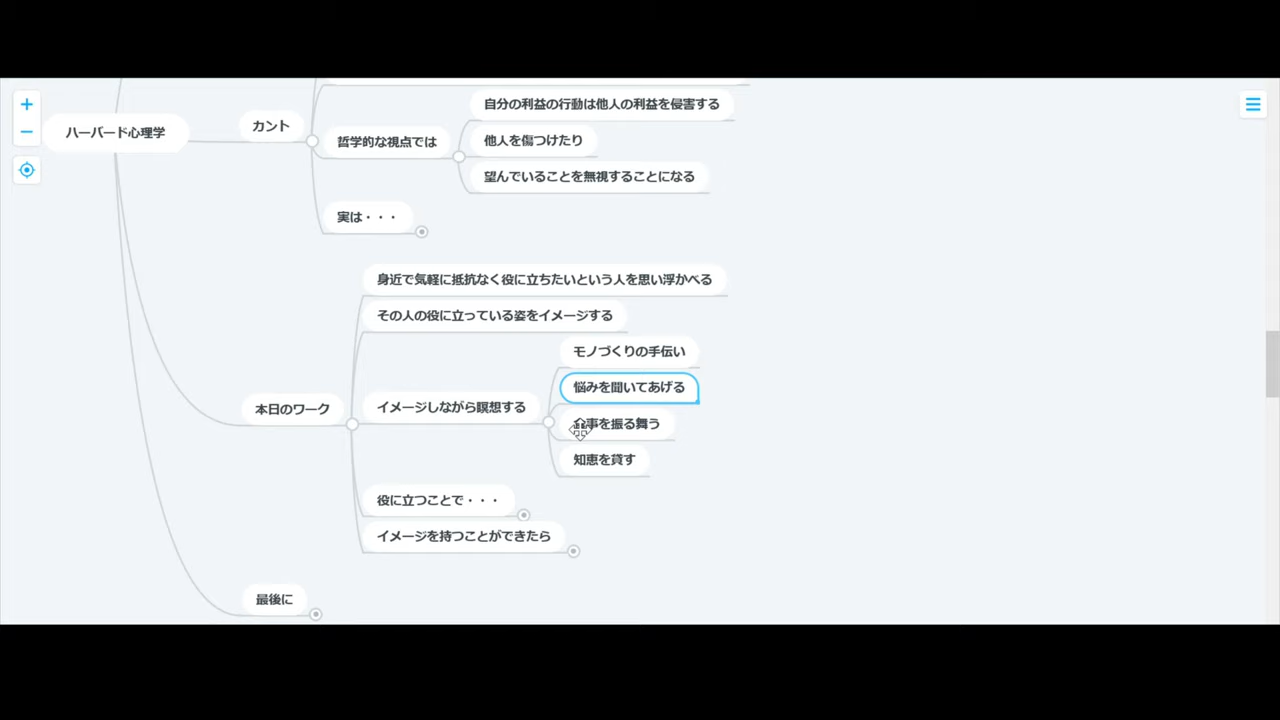 ハーバード心理学
カント
哲学的な視点では
自分の利益の行動は他人の利益を侵害する
他人を傷つけたり
望んでいることを無視することになる
実は・・・
本日のワーク
身近で気軽に抵抗なく役に立ちたいという人を思い浮かべる
その人の役に立っている姿をイメージする
イメージしながら瞑想する
モノづくりの手伝い
悩みを聞いてあげる
事を振る舞う
知恵を貸す
役に立つことで・・・
イメージを持つことができたら
最後に